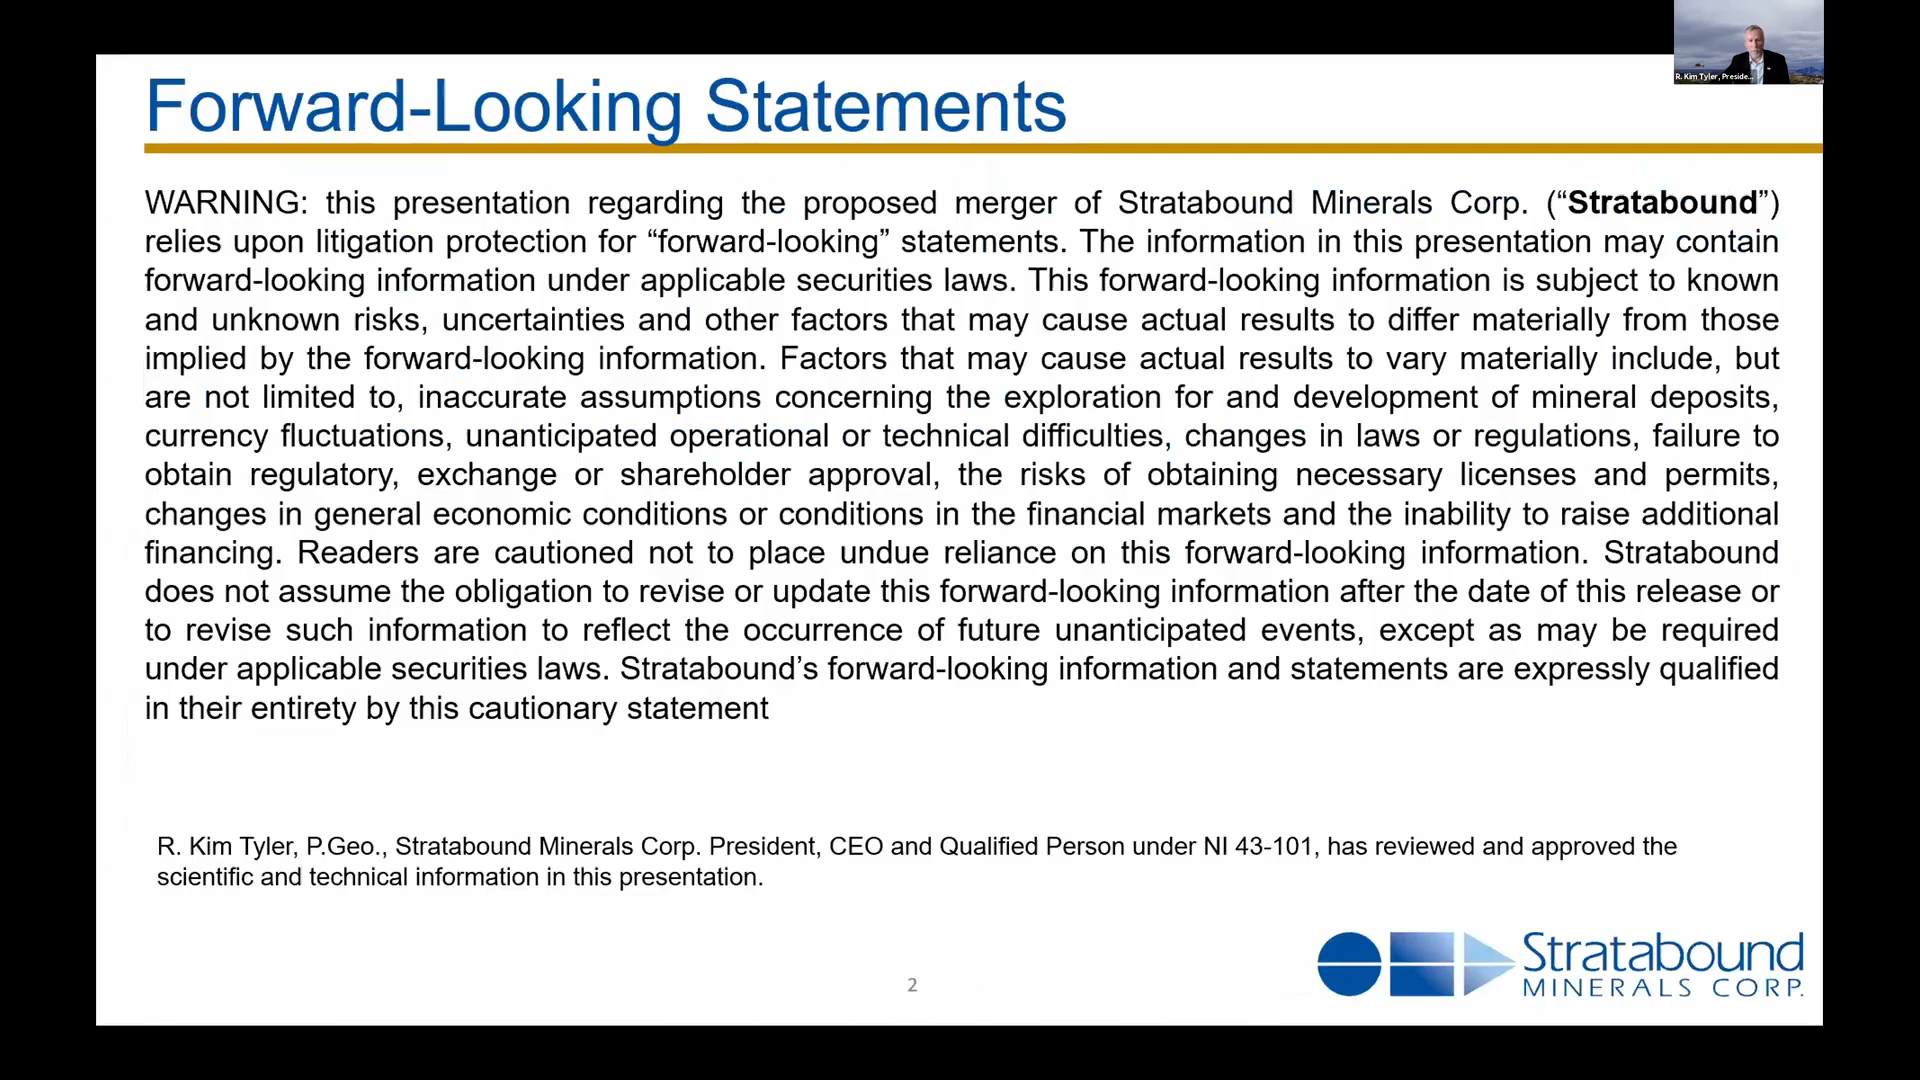 R. Kim Tyler, Preside...
Forward-Looking Statements
WARNING: this presentation regarding the proposed merger of Stratabound Minerals Corp. (“Stratabound”)
relies upon litigation protection for “forward-looking” statements. The information in this presentation may contain
forward-looking information under applicable securities laws. This forward-looking information is subject to known
and unknown risks, uncertainties and other factors that may cause actual results to differ materially from those
implied by the forward-looking information. Factors that may cause actual results to vary materially include, but
are not limited to, inaccurate assumptions concerning the exploration for and development of mineral deposits,
currency fluctuations, unanticipated operational or technical difficulties, changes in laws or regulations, failure to
obtain regulatory, exchange or shareholder approval, the risks of obtaining necessary licenses and permits,
changes in general economic conditions or conditions in the financial markets and the inability to raise additional
financing. Readers are cautioned not to place undue reliance on this forward-looking information. Stratabound
does not assume the obligation to revise or update this forward-looking information after the date of this release or
to revise such information to reflect the occurrence of future unanticipated events, except as may be required
under applicable securities laws. Stratabound’s forward-looking information and statements are expressly qualified
in their entirety by this cautionary statement
R. Kim Tyler, P.Geo., Stratabound Minerals Corp. President, CEO and Qualified Person under NI 43-101, has reviewed and approved the
scientific and technical information in this presentation.
2
Stratabound
MINERALS CORP.